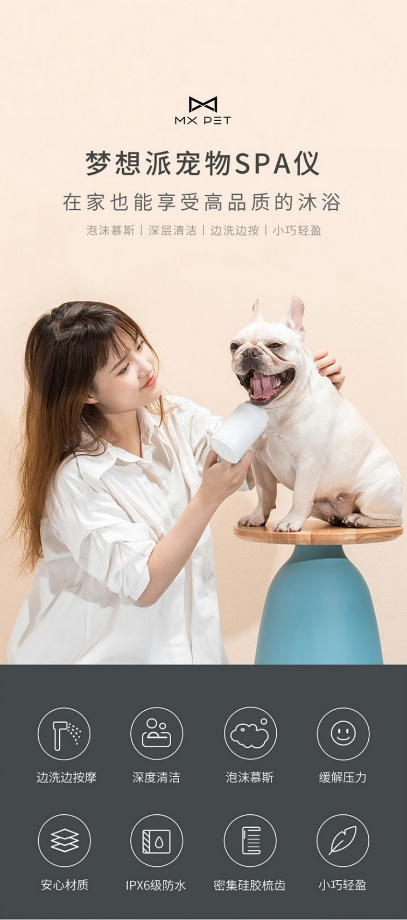 MX PET
梦想派宠物SPA仪
在家也能享受高品质的沐浴
泡沫慕斯丨深层清洁丨边洗边按丨小巧轻盈
边洗边按摩
深度清洁
泡沫慕斯
缓解压力
安心材质
IPX6级防水
密集硅胶梳齿
小巧轻盈